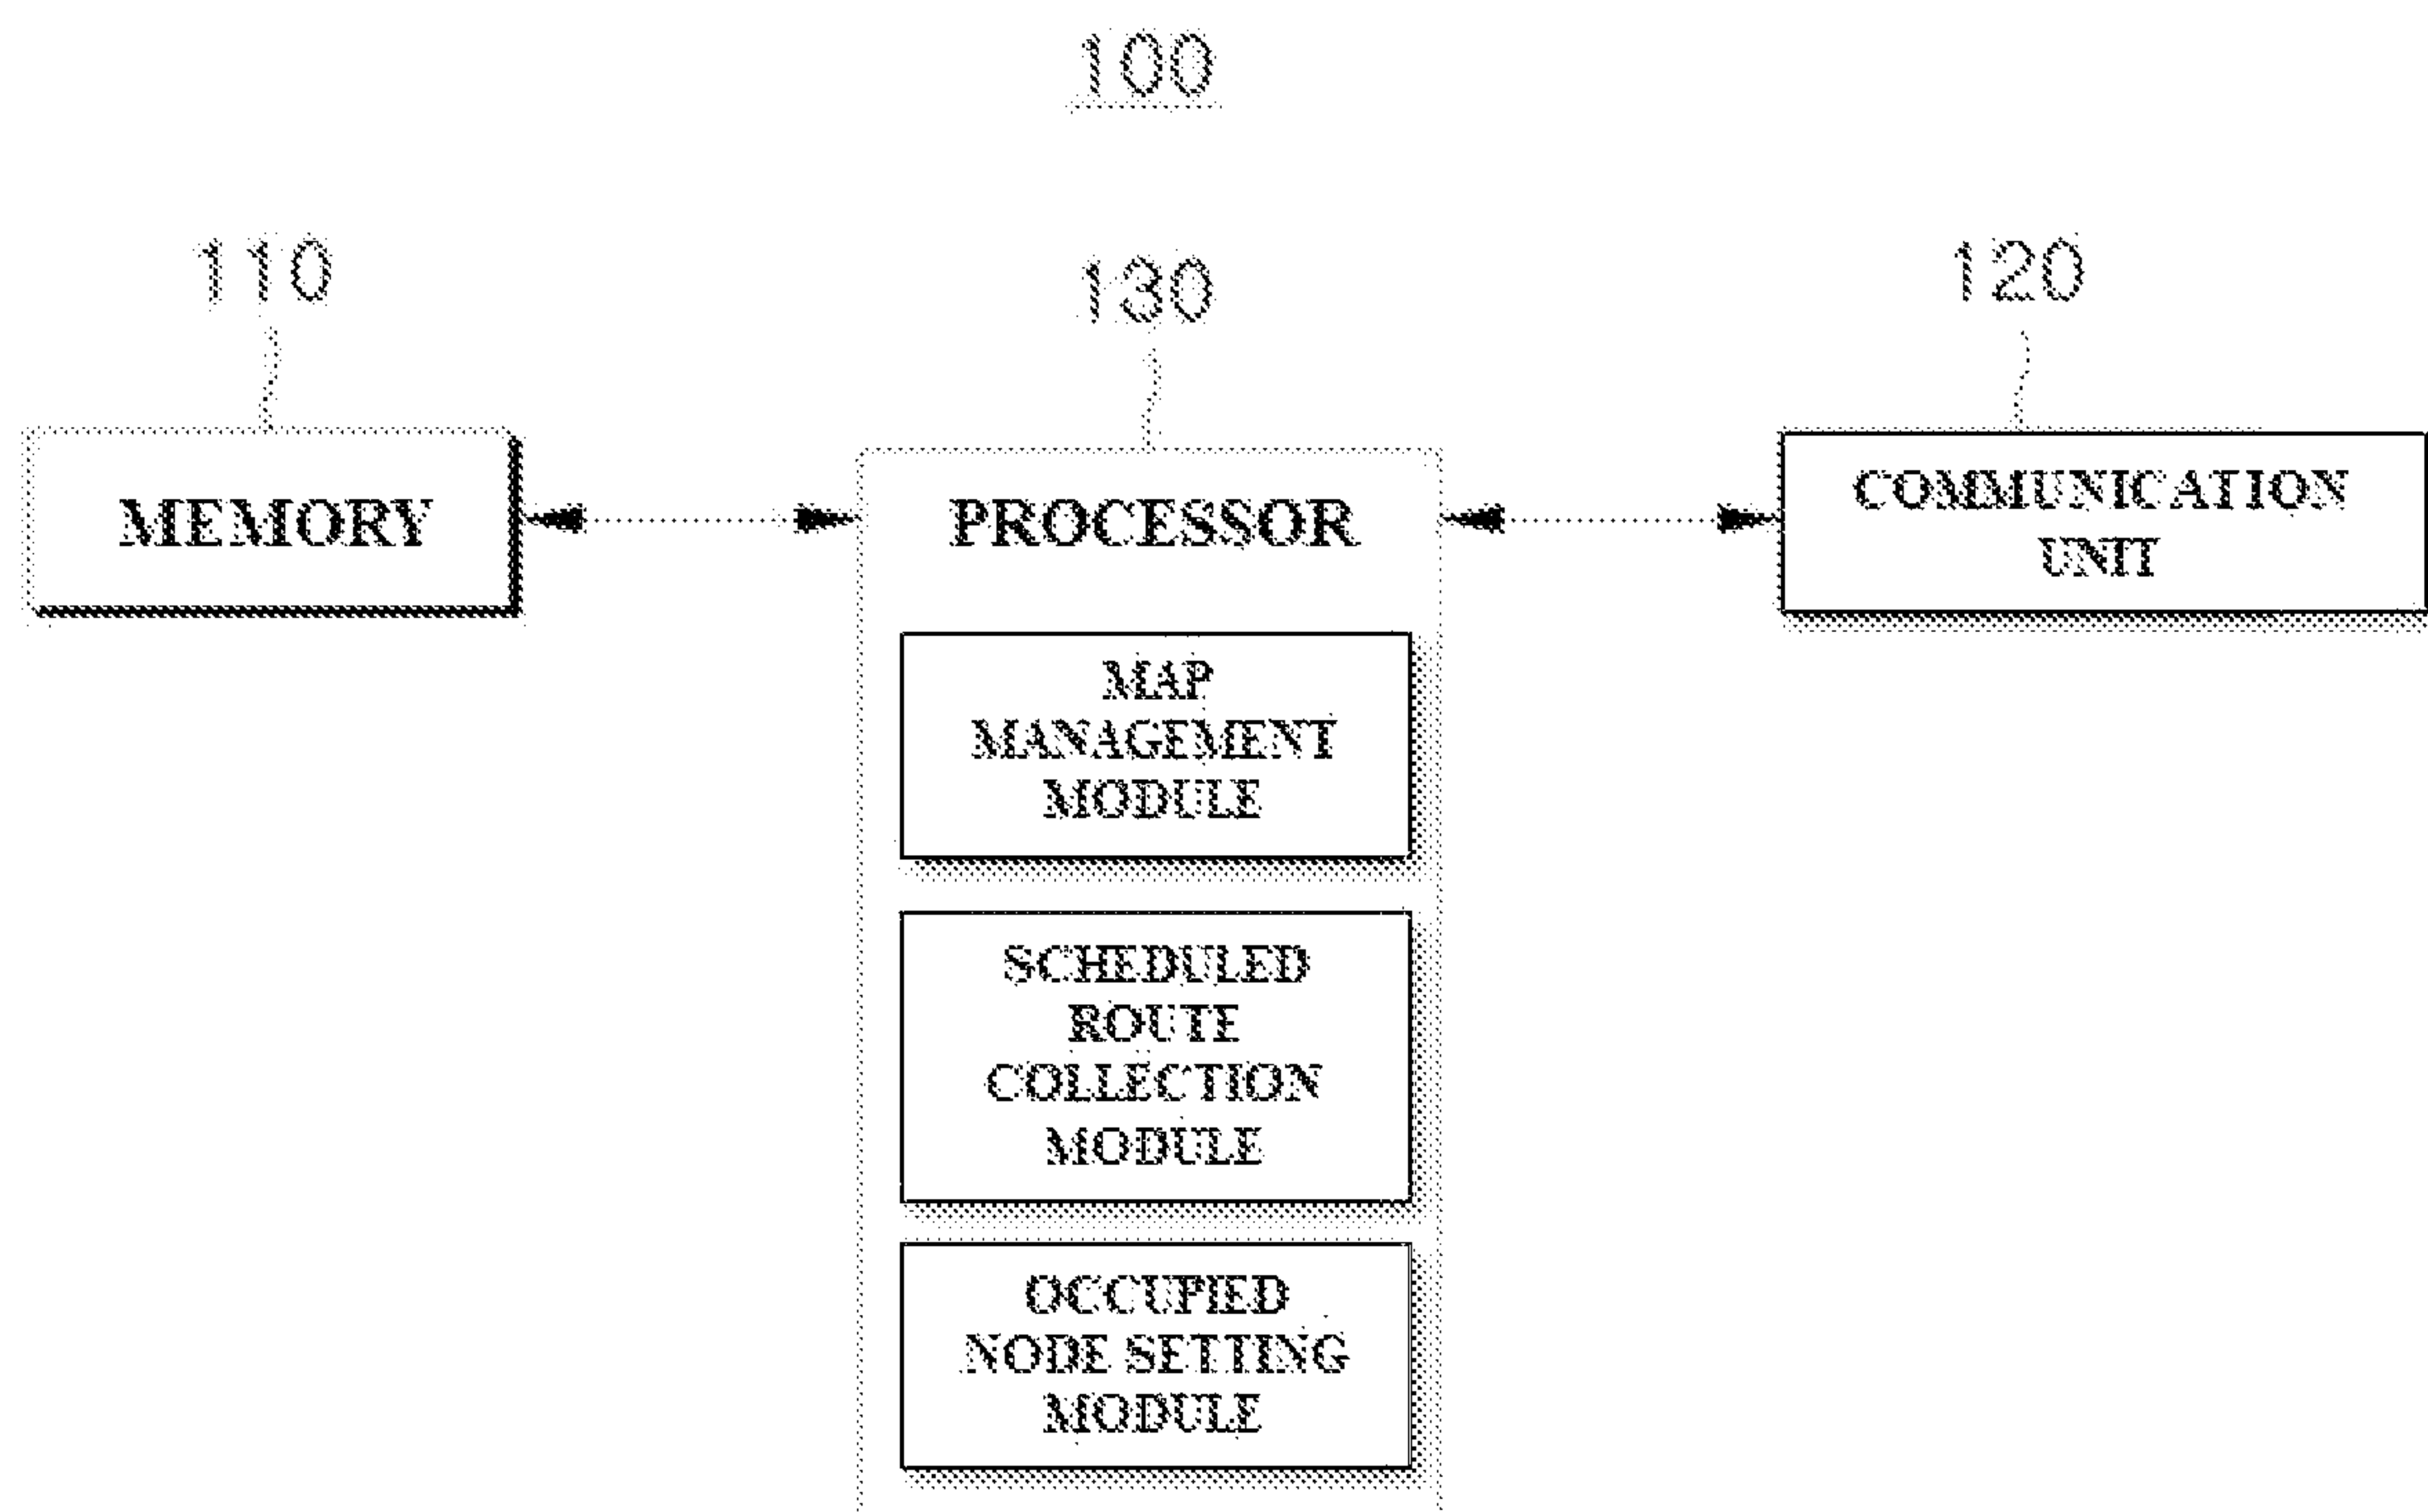 100
110
130
120
MEMORY
PROCESSOR
COMMUNICATION
UNIT
MAP
MANAGEMENT
MODULE
SCHEDULED
ROUTE
COLLECTION
MODULE
OCCUPIED
NODE SETTING
MODULE